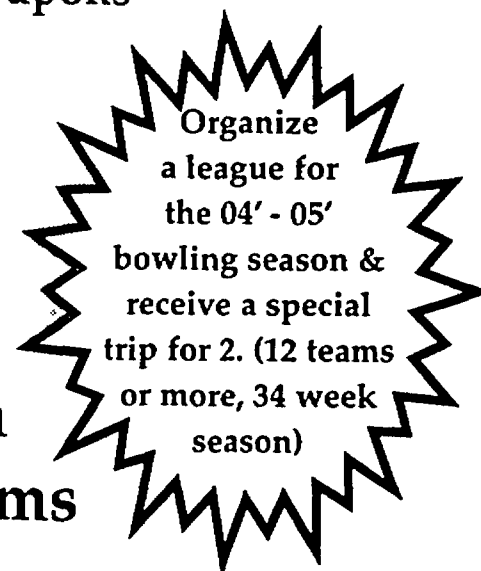 Organize
a league for
the 04' - 05'
bowling season &
receive a special
trip for 2. (12 teams
or more, 34 week
season)